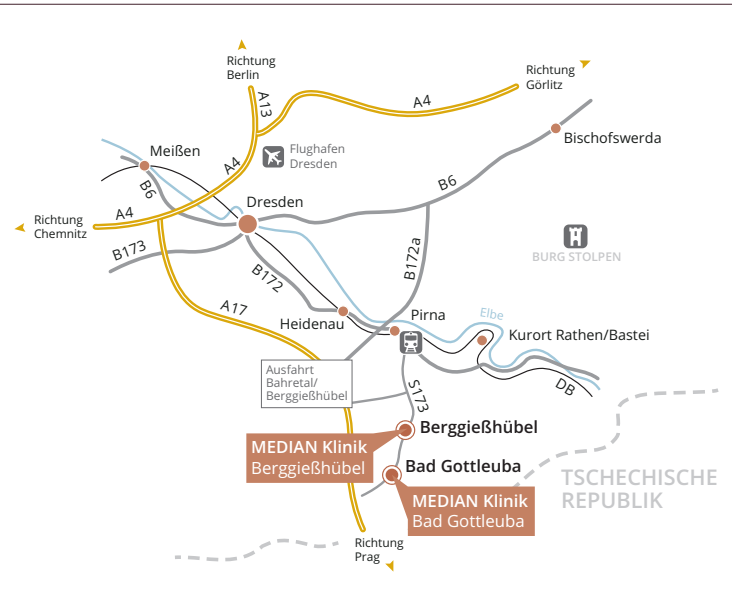 Richtung
Berlin
Richtung
Görlitz
A13
A4
Bischofswerda
Meißen
Flughafen
Dresden
A4
B6
B6
Dresden
Richtung
Chemnitz
A4
B173
B172
B172a
BURG STOLPEN
A17
Heidenau
Pirna
Elbe
Kurort Rathen/Bastei
Ausfahrt
Bahretal/
Berggießhübel
S173
DB
Berggießhübel
MEDIAN Klinik
Berggießhübel
Bad Gottleuba
MEDIAN Klinik
Bad Gottleuba
TSCHECHISCHE
REPUBLIK
Richtung
Prag